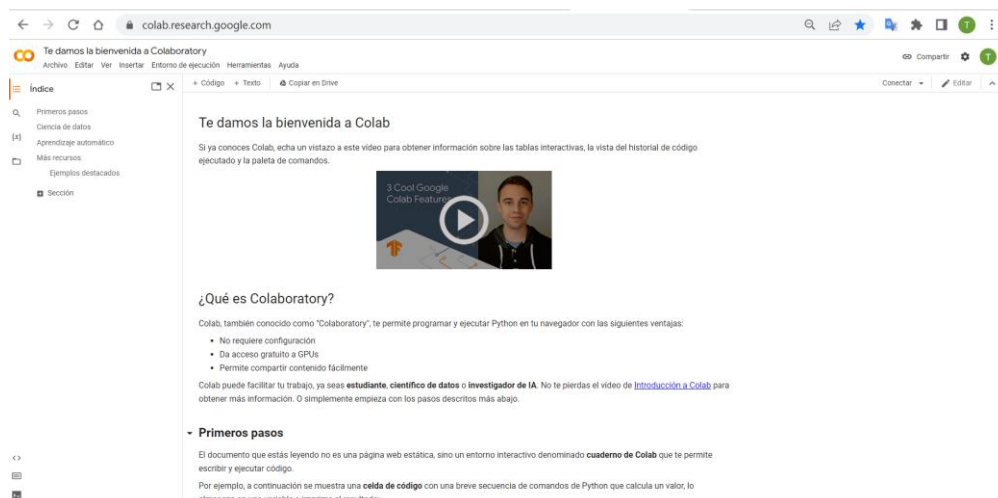 colab.research.google.com
T
Te damos la bienvenida a Colaboratory
Archivo Editar Ver Insertar Entorno de ejecución Herramientas Ayuda
Compartir
T
Índice
+ Código + Texto Copiar en Drive
Conectar
Editar
Primeros pasos
Ciencia de datos
Aprendizaje automático
Más recursos
Ejemplos destacados
Sección
{x}
Te damos la bienvenida a Colab
Si ya conoces Colab, echa un vistazo a este vídeo para obtener información sobre las tablas interactivas, la vista del historial de código
ejecutado y la paleta de comandos.
3 Cool Google
Colab Features
¿Qué es Colaboratory?
Colab, también conocido como "Colaboratory", te permite programar y ejecutar Python en tu navegador con las siguientes ventajas:
• No requiere configuración
• Da acceso gratuito a GPUs
• Permite compartir contenido fácilmente
Colab puede facilitar tu trabajo, ya seas estudiante, científico de datos o investigador de IA. No te pierdas el vídeo de Introducción a Colab para
obtener más información. O simplemente empieza con los pasos descritos más abajo.
Primeros pasos
El documento que estás leyendo no es una página web estática, sino un entorno interactivo denominado cuaderno de Colab que te permite
escribir y ejecutar código.
Por ejemplo, a continuación se muestra una celda de código con una breve secuencia de comandos de Python que calcula un valor, lo